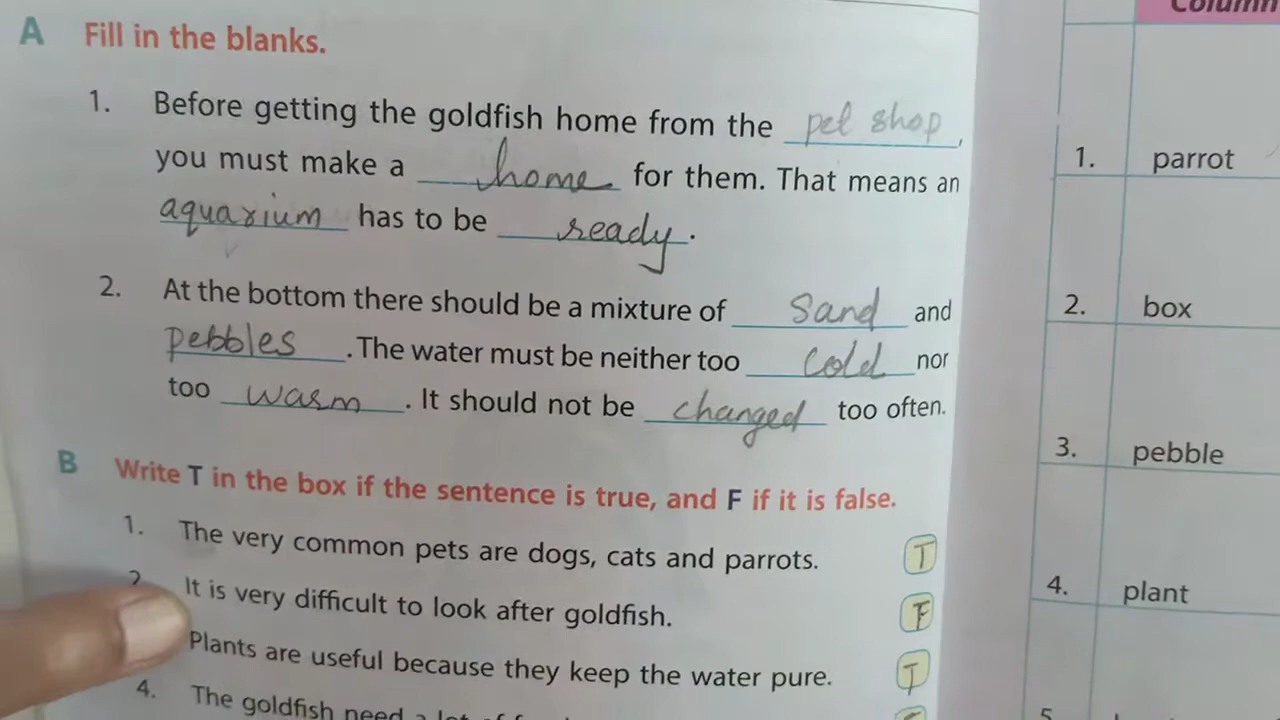 A Fill in the blanks.
1. Before getting the goldfish home from the pet shop,
you must make a home for them. That means an
aquarium has to be ready.
2. At the bottom there should be a mixture of Sand and
pebbles. The water must be neither too cold nor
too warm. It should not be changed too often.
B Write T in the box if the sentence is true, and F if it is false.
1. The very common pets are dogs, cats and parrots. T
2. It is very difficult to look after goldfish. F
Plants are useful because they keep the water pure. T
4. The goldfish need a lot of
Column
1. parrot
2. box
3. pebble
4. plant
5.